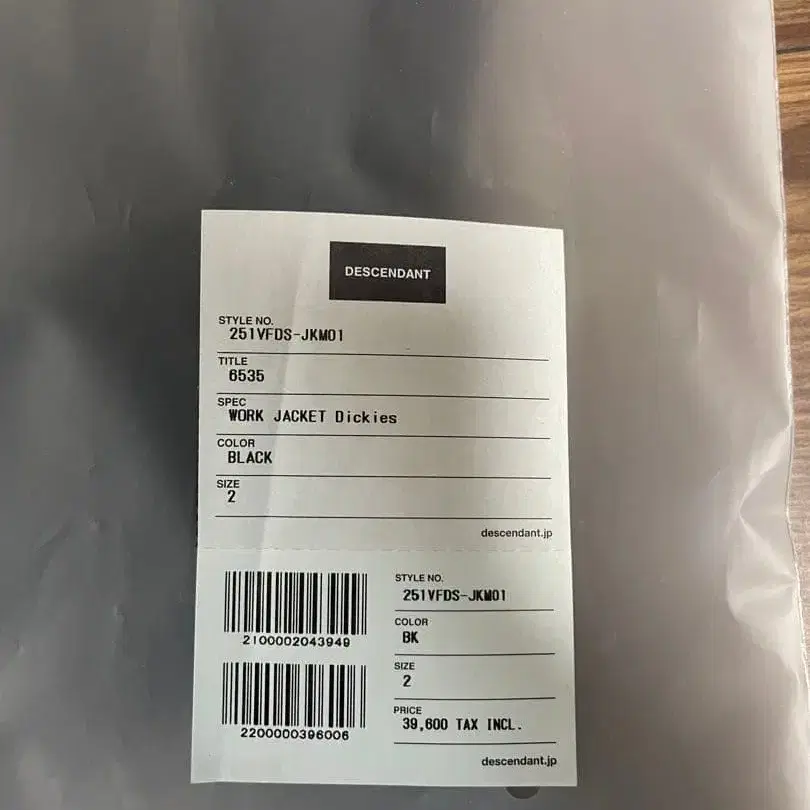 DESCENDANT
STYLE NO.
251VFDS-JKM01
TITLE
6535
SPEC
WORK JACKET Dickies
COLOR
BLACK
SIZE
2
descendant.jp
2100002043949
2200000396006
STYLE NO.
251VFDS-JKM01
COLOR
BK
SIZE
2
PRICE
39,600 TAX INCL.
descendant.jp